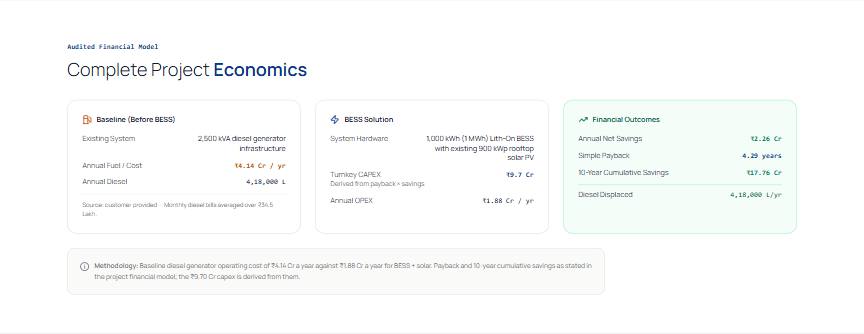 Audited Financial Model
Complete Project Economics
Baseline (Before BESS)
Existing System 2,500 kVA diesel generator
infrastructure
Annual Fuel / Cost ₹4.14 Cr / yr
Annual Diesel 4,18,000 L
Source: customer provided Monthly diesel bills averaged over ₹34.5
Lakh.
BESS Solution
System Hardware 1,000 kWh (1 MWh) Lith-On BESS
with existing 900 kWp rooftop
solar PV
Turnkey CAPEX ₹9.7 Cr
Derived from payback × savings
Annual OPEX ₹1.88 Cr / yr
Financial Outcomes
Annual Net Savings ₹2.26 Cr
Simple Payback 4.29 years
10-Year Cumulative Savings ₹17.76 Cr
Diesel Displaced 4,18,000 L/yr
Methodology: Baseline diesel generator operating cost of ₹4.14 Cr a year against ₹1.88 Cr a year for BESS + solar. Payback and 10-year cumulative savings as stated in
the project financial model; the ₹9.70 Cr capex is derived from them.